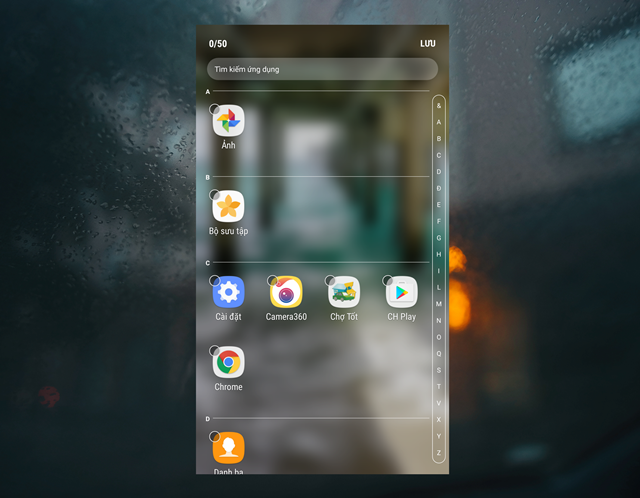 0/50 LƯU
Tìm kiếm ứng dụng
A
Ảnh
B
Bộ sưu tập
C
Cài đặt Camera360 Chợ Tốt CH Play
Chrome
D
Danh bạ
&
A
B
C
D
Đ
E
F
G
H
I
L
M
N
O
Q
S
T
V
X
Y
Z